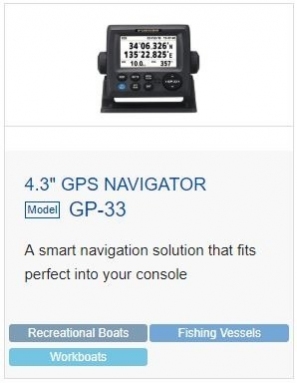 34°06.326'N
135°22.825'E
10.0
357°
4.3" GPS NAVIGATOR
Model GP-33
A smart navigation solution that fits
perfect into your console
Recreational Boats
Fishing Vessels
Workboats